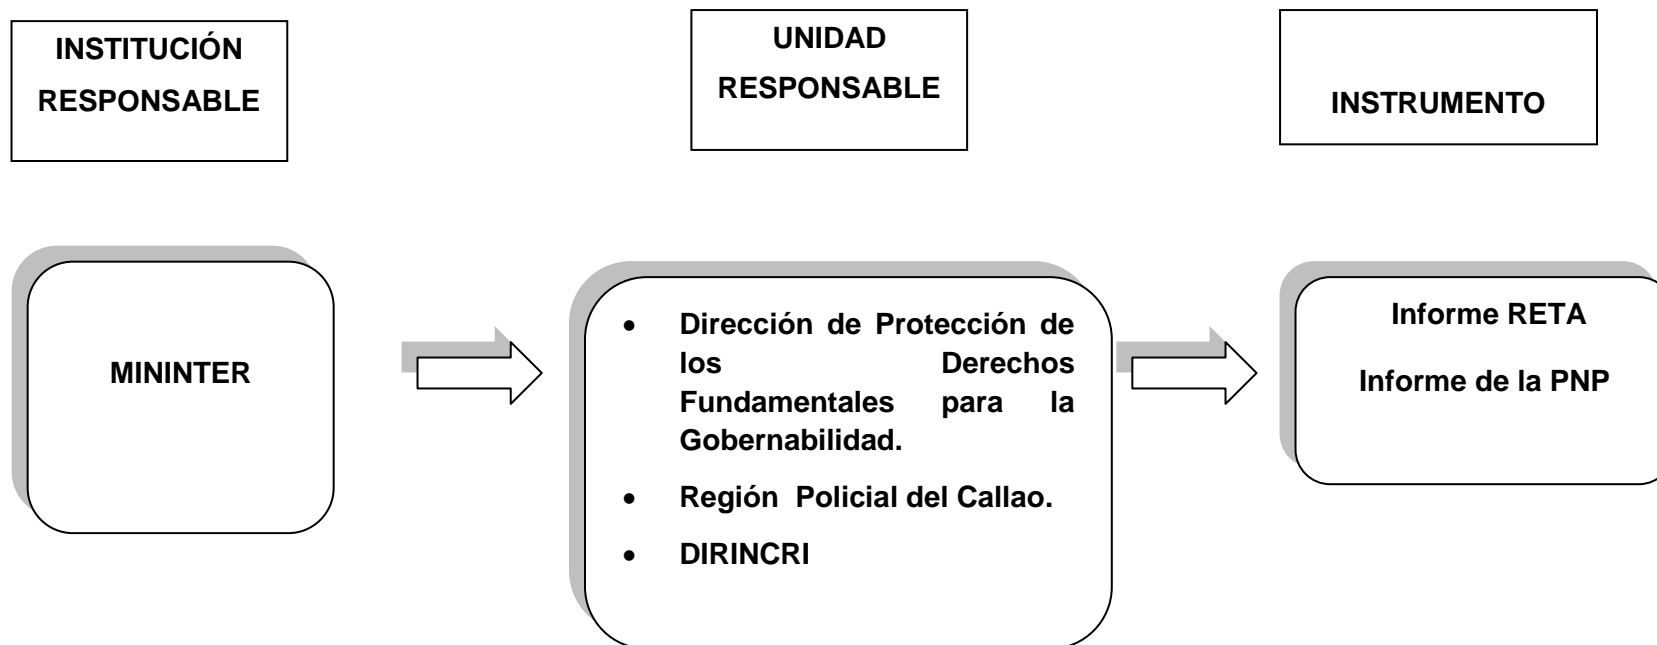 INSTITUCIÓN
RESPONSABLE
UNIDAD
RESPONSABLE
INSTRUMENTO
MININTER
• Dirección de Protección de
los Derechos
Fundamentales para la
Gobernabilidad.
• Región Policial del Callao.
• DIRINCRI
Informe RETA
Informe de la PNP